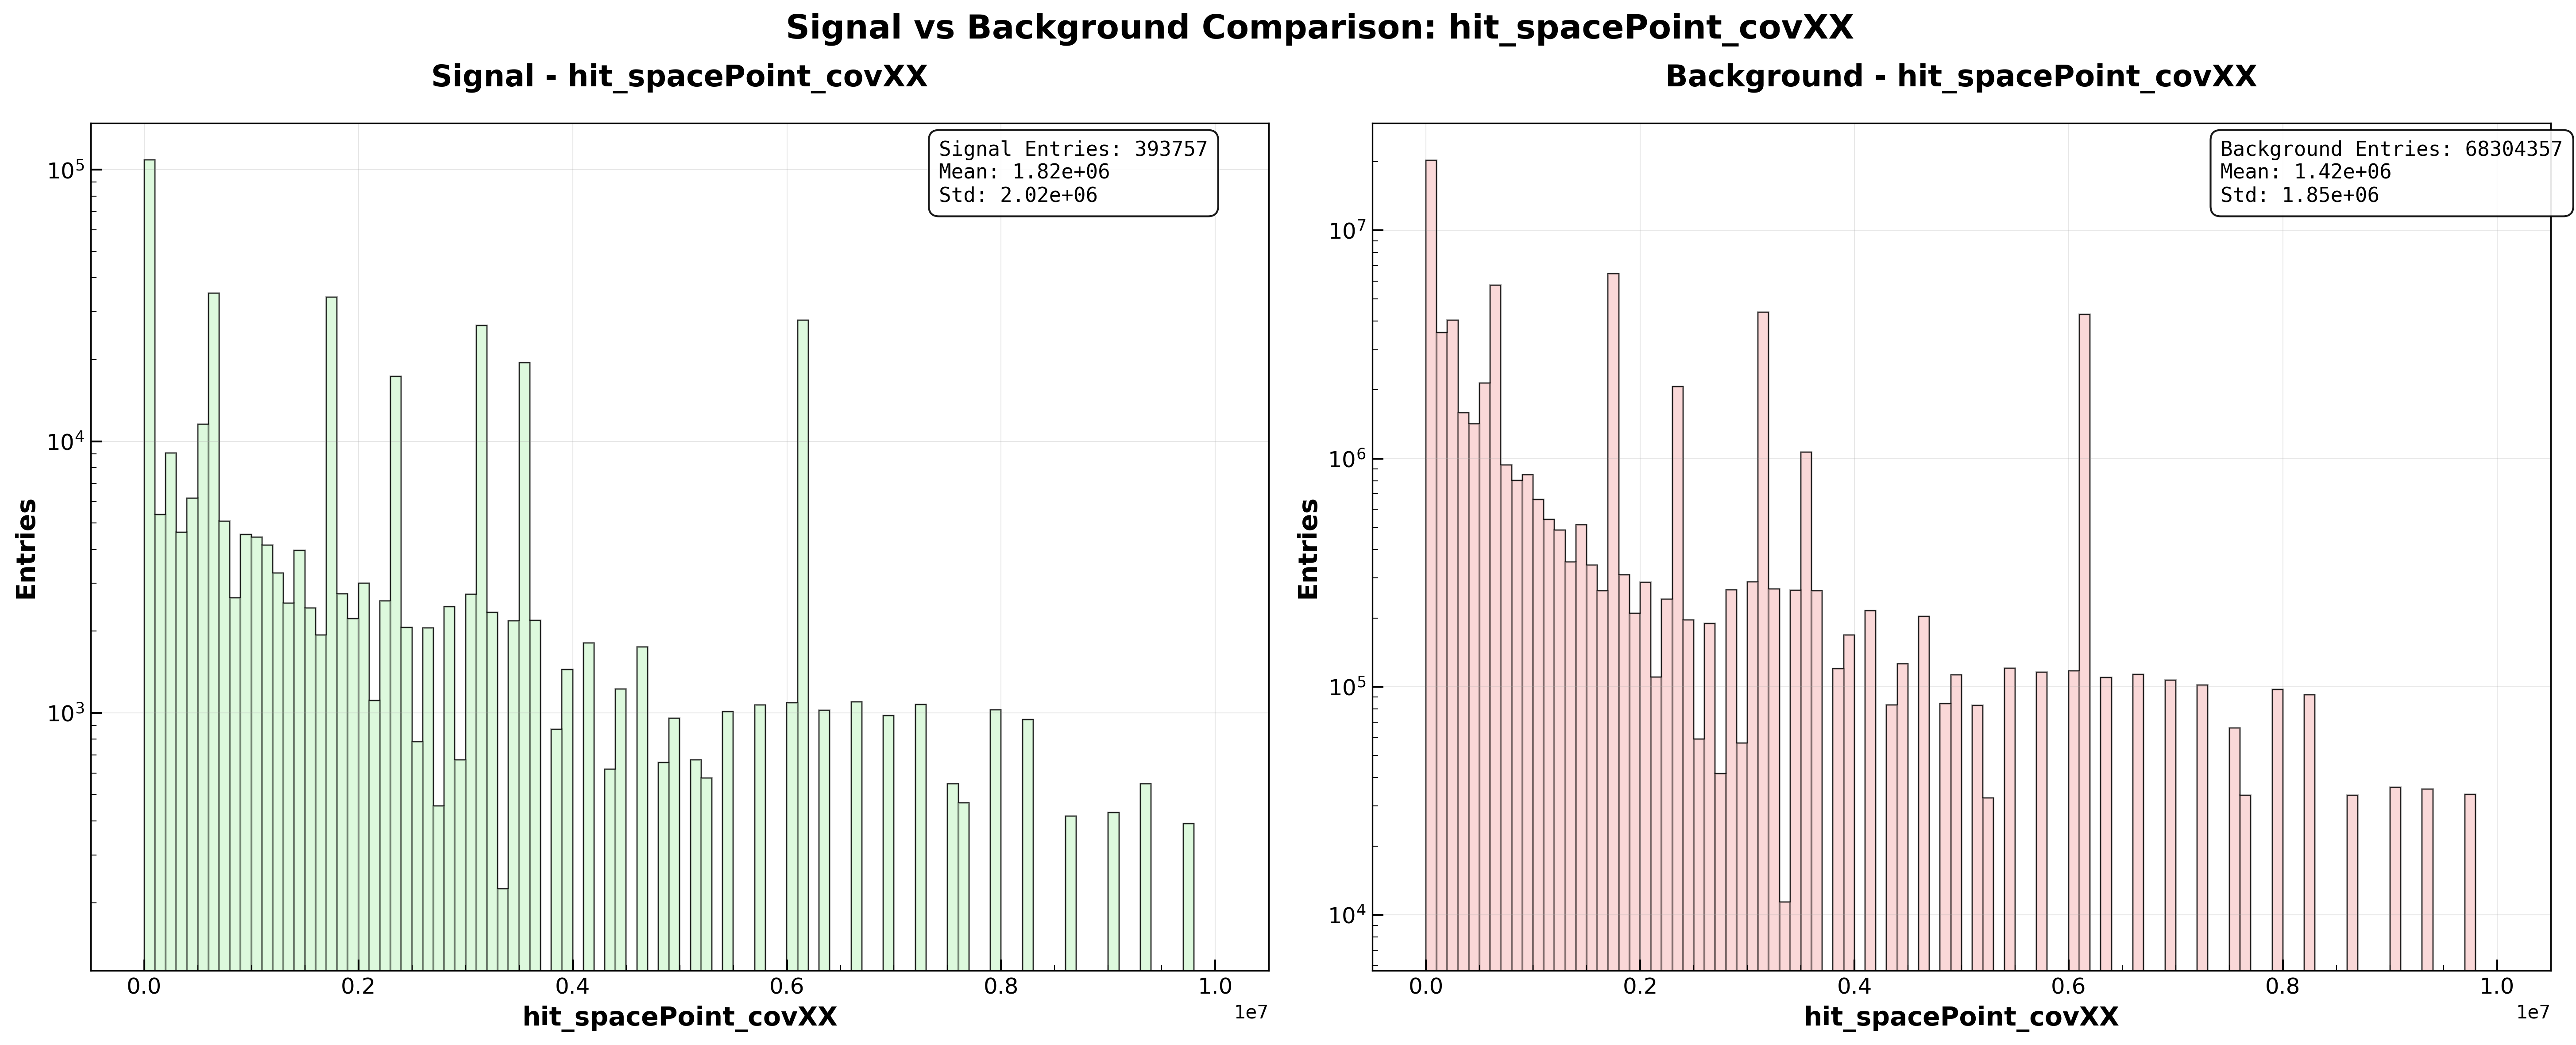 Signal vs Background Comparison: hit_spacePoint_covXX
Signal - hit_spacePoint_covXX
Signal Entries: 393757
Mean: 1.82e+06
Std: 2.02e+06
10^5
10^4
10^3
Entries
0.0 0.2 0.4 0.6 0.8 1.0
1e7
hit_spacePoint_covXX
Background - hit_spacePoint_covXX
Background Entries: 68304357
Mean: 1.42e+06
Std: 1.85e+06
10^7
10^6
10^5
10^4
Entries
0.0 0.2 0.4 0.6 0.8 1.0
1e7
hit_spacePoint_covXX